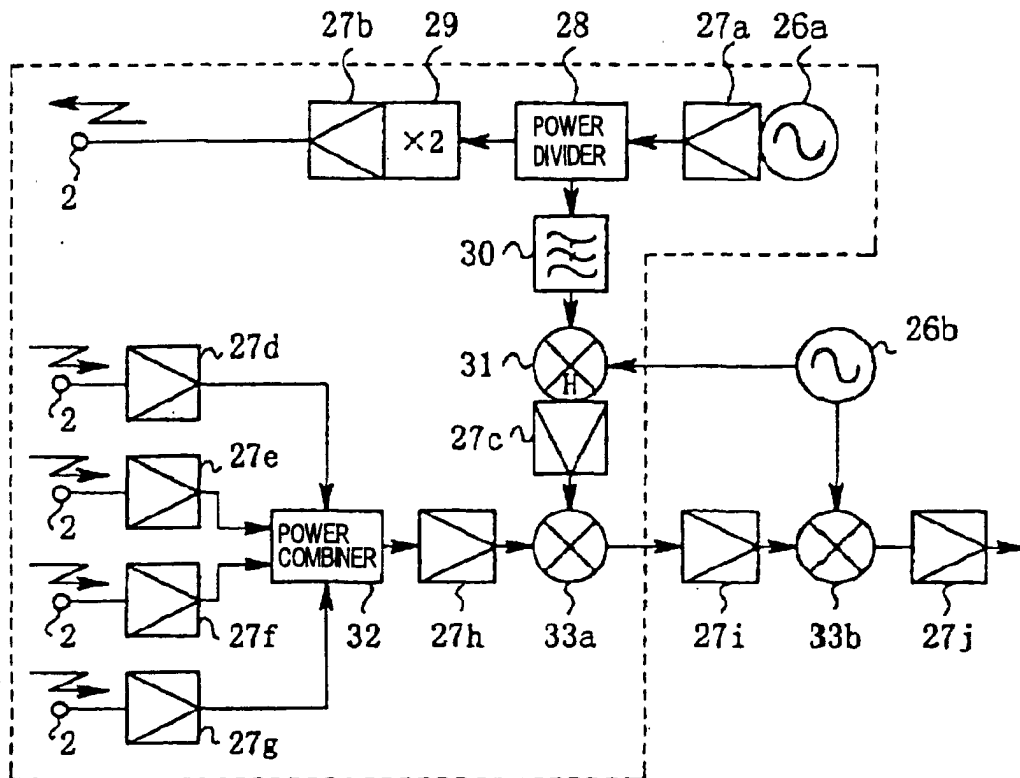 27b 29 28 27a 26a
×2
POWER
DIVIDER
2
30
26b
31
H
27d
2
27c
27e
2
POWER
COMBINER
27f
2
32 27h 33a 27i 33b 27j
27g
2